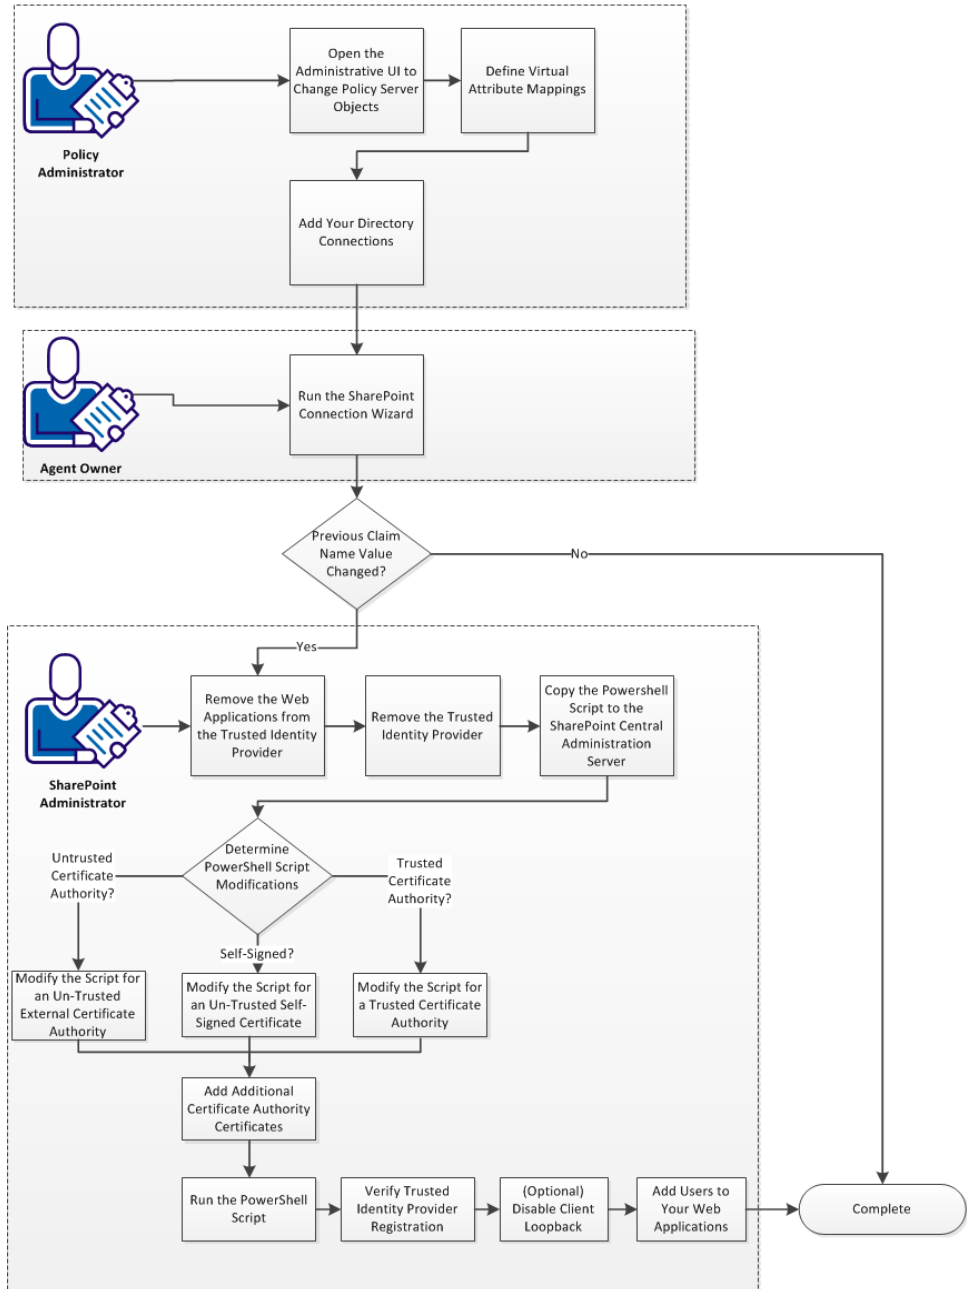 Open the
Administrative UI to
Change Policy Server
Objects
Define Virtual
Attribute Mappings
Policy
Administrator
Add Your Directory
Connections
Run the SharePoint
Connection Wizard
Agent Owner
Previous Claim
Name Value
Changed?
No
Yes
Remove the Web
Applications from
the Trusted Identity
Provider
Remove the Trusted
Identity Provider
Copy the Powershell
Script to the
SharePoint Central
Administration
Server
SharePoint
Administrator
Determine
PowerShell Script
Modifications
Untrusted
Certificate
Authority?
Trusted
Certificate
Authority?
Self-Signed?
Modify the Script for
an Un-Trusted
External Certificate
Authority
Modify the Script for
an Un-Trusted Self-
Signed Certificate
Modify the Script for
a Trusted Certificate
Authority
Add Additional
Certificate Authority
Certificates
Run the PowerShell
Script
Verify Trusted
Identity Provider
Registration
(Optional)
Disable Client
Loopback
Add Users to
Your Web
Applications
Complete